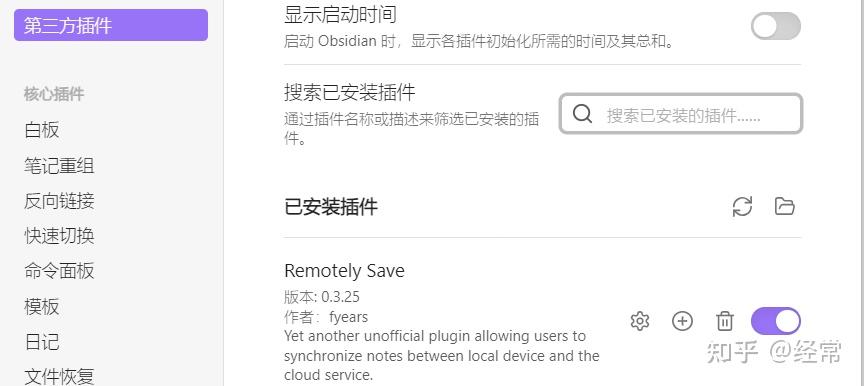 第三方插件
核心插件
白板
笔记重组
反向链接
快速切换
命令面板
模板
日记
文件恢复
显示启动时间
启动 Obsidian 时，显示各插件初始化所需的时间及其总和。
搜索已安装插件
通过插件名称或描述来筛选已安装的插
件。
搜索已安装的插件......
已安装插件
Remotely Save
版本: 0.3.25
作者： fyears
Yet another unofficial plugin allowing users to
synchronize notes between local device and the
cloud service.
知乎 @经常